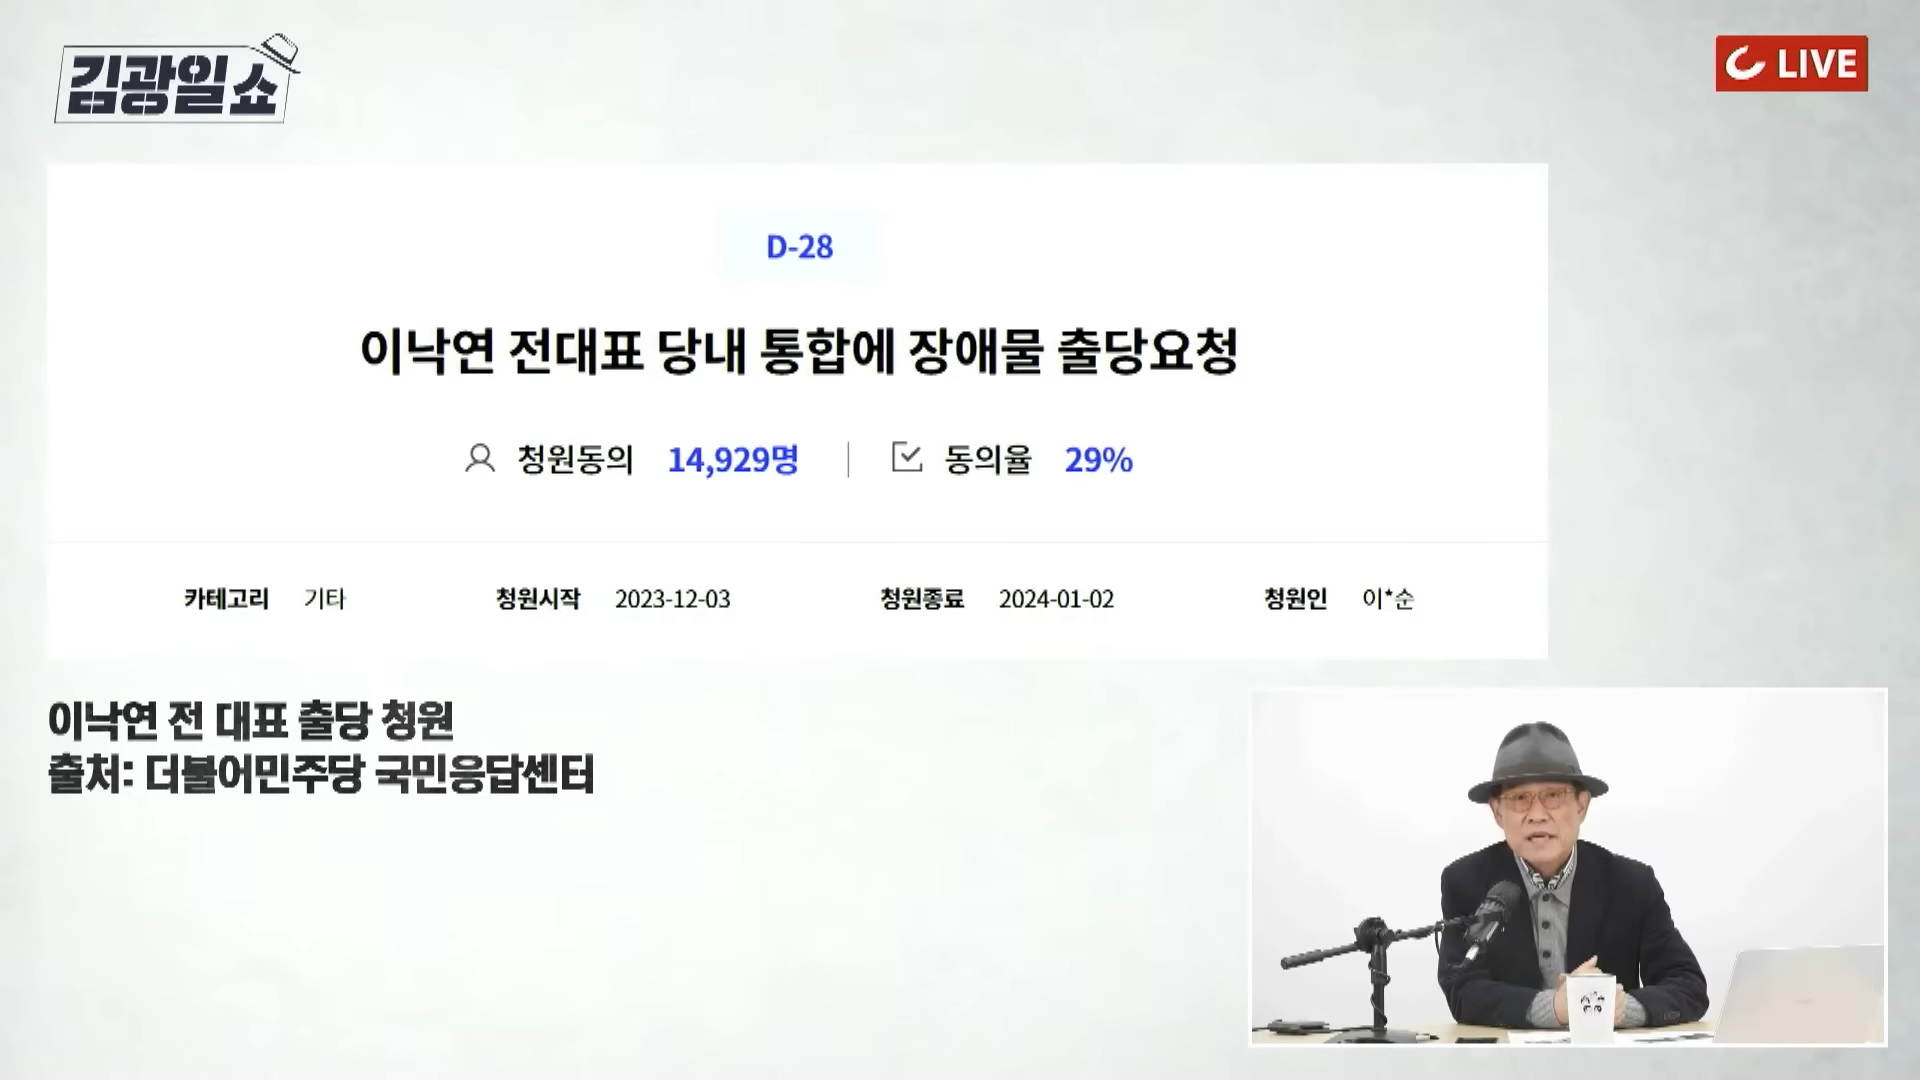 김광일쇼
LIVE
D-28
이낙연 전대표 당내 통합에 장애물 출당요청
청원동의 14,929명 동의율 29%
카테고리 기타 청원시작 2023-12-03 청원종료 2024-01-02 청원인 이*순
이낙연 전 대표 출당 청원
출처: 더불어민주당 국민응답센터